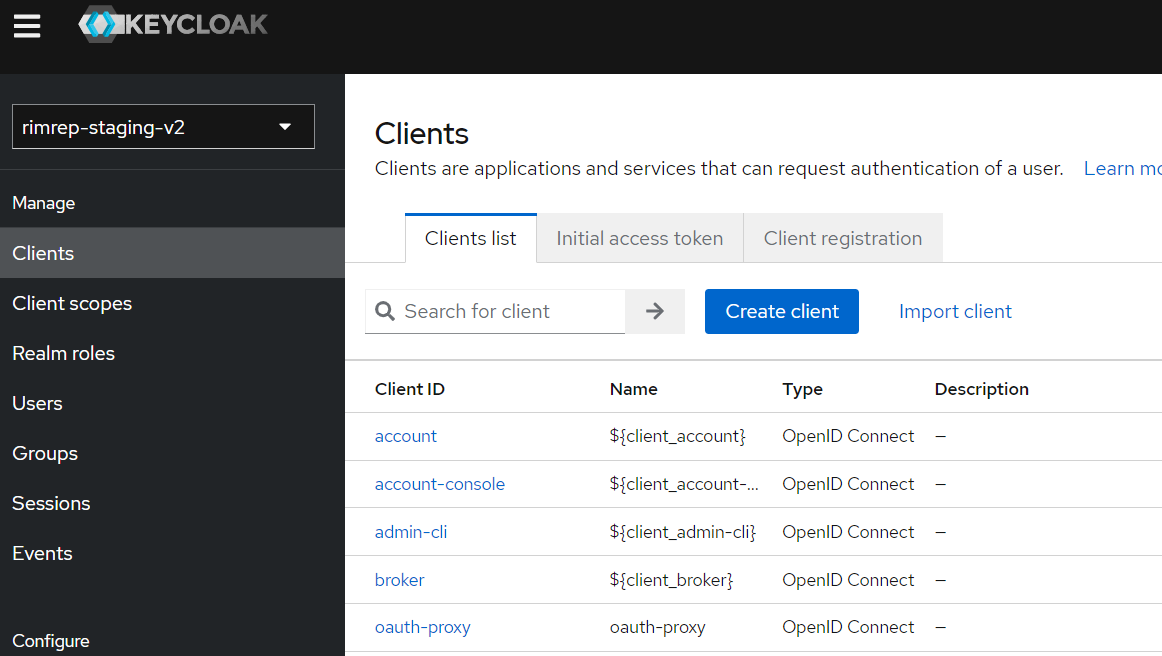 KEYCLOAK
rimrep-staging-v2
Manage
Clients
Client scopes
Realm roles
Users
Groups
Sessions
Events
Configure
Clients
Clients are applications and services that can request authentication of a user. Learn mo
Clients list Initial access token Client registration
Search for client Create client Import client
Client ID Name Type Description
account ${client_account} OpenID Connect –
account-console ${client_account-... OpenID Connect –
admin-cli ${client_admin-cli} OpenID Connect –
broker ${client_broker} OpenID Connect –
oauth-proxy oauth-proxy OpenID Connect –